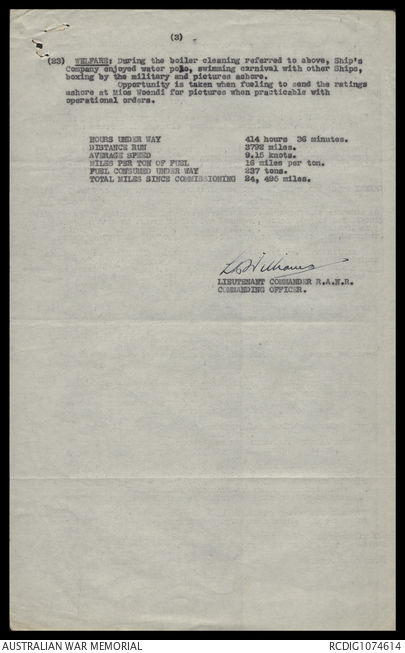 (3)
(23) WELFARE: During the boiler cleaning referred to above, Ship's
Company enjoyed water polo, swimming carnival with other Ships,
boxing by the military and pictures ashore.
Opportunity is taken when fueling to send the ratings
ashore at Mios Woendi for pictures when practicable with
operational orders.
HOURS UNDER WAY 414 hours 36 minutes.
DISTANCE RUN 3792 miles.
AVERAGE SPEED 9.15 knots.
MILES PER TON OF FUEL 16 miles per ton.
FUEL CONSUMED UNDER WAY 237 tons.
TOTAL MILES SINCE COMMISSIONING 24, 495 miles.
LIEUTENANT COMMANDER R.A.N.R.
COMMANDING OFFICER.
AUSTRALIAN WAR MEMORIAL RCDIG1074614